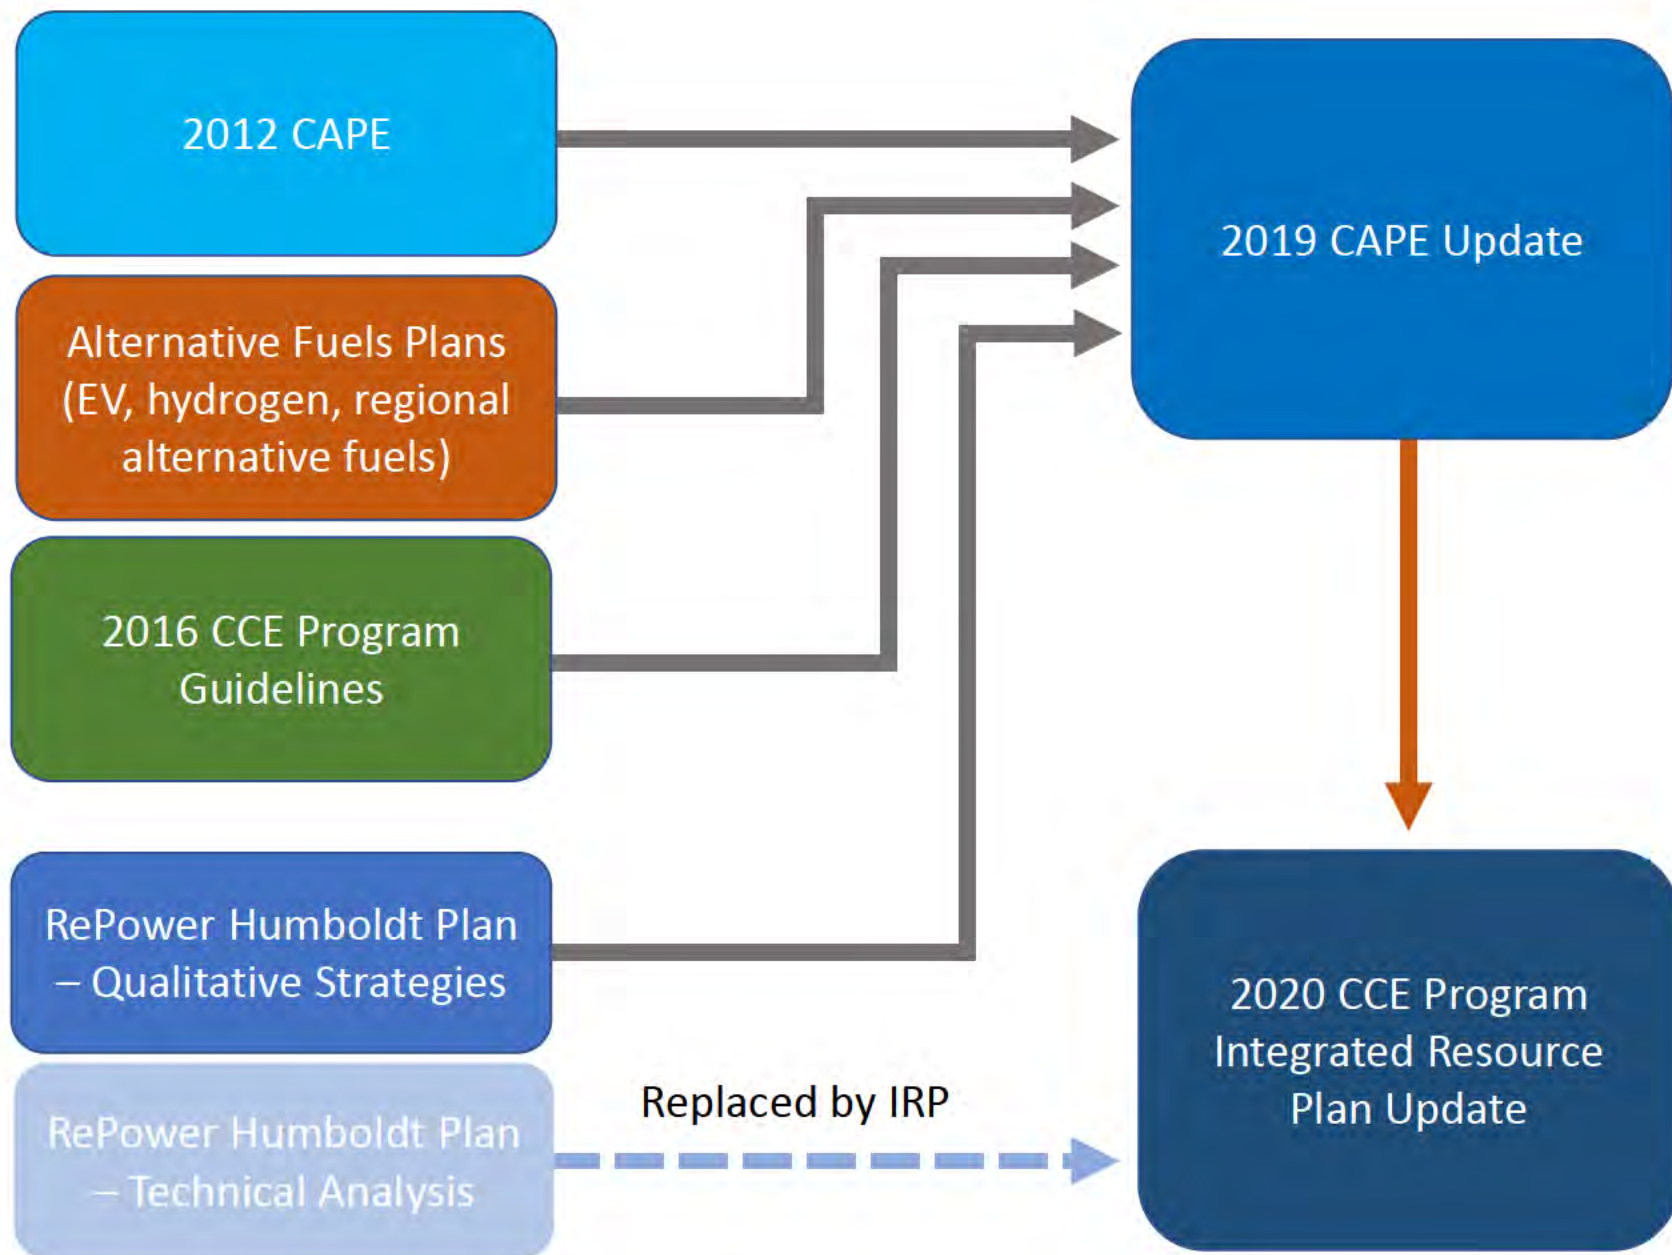 2012 CAPE
Alternative Fuels Plans
(EV, hydrogen, regional
alternative fuels)
2016 CCE Program
Guidelines
RePower Humboldt Plan
– Qualitative Strategies
RePower Humboldt Plan
– Technical Analysis
Replaced by IRP
2019 CAPE Update
2020 CCE Program
Integrated Resource
Plan Update